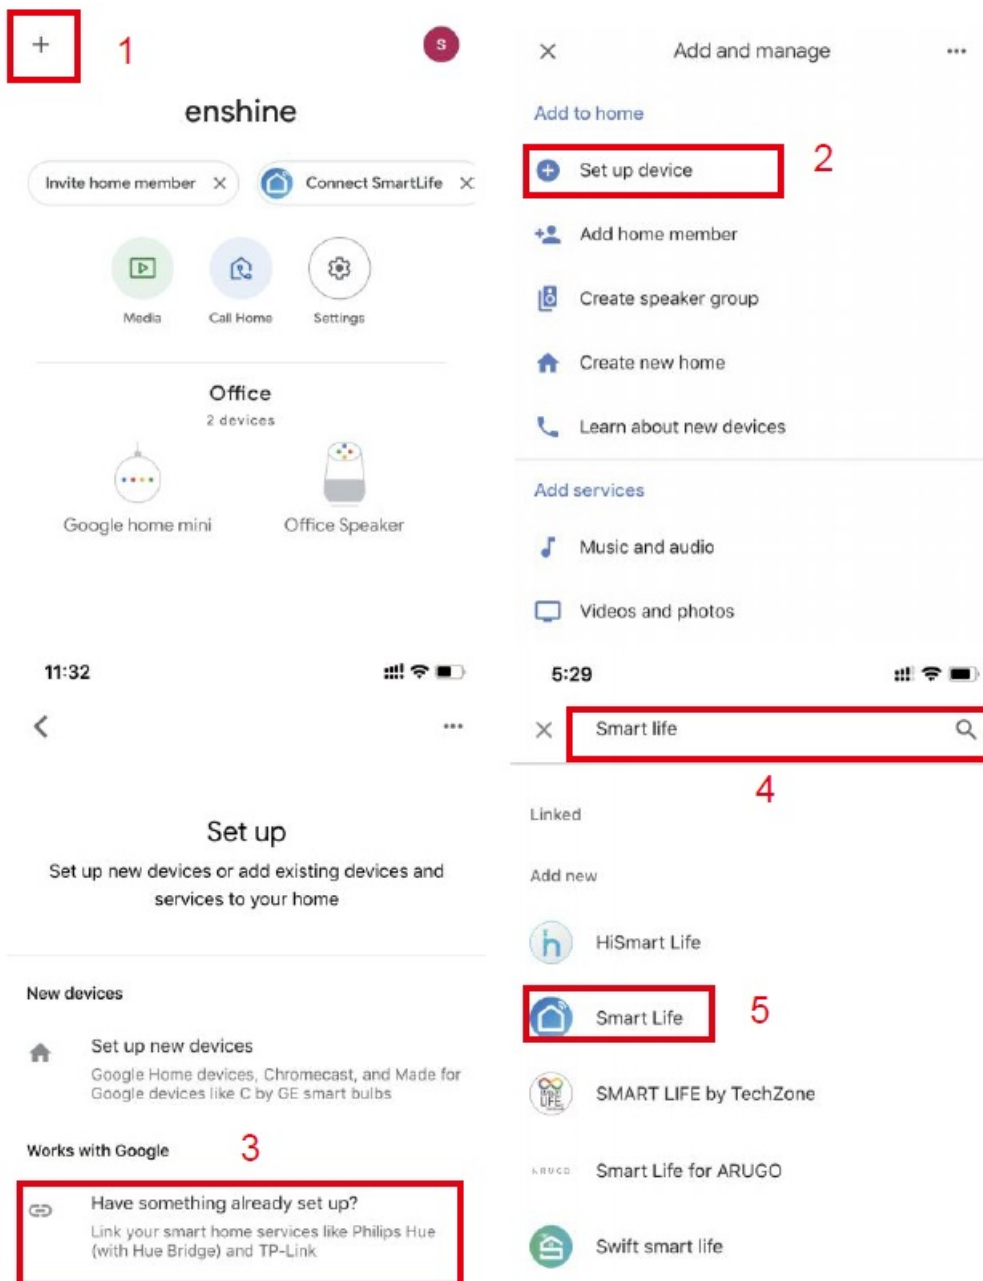 +
1
S
enshine
Invite home member ×
Connect SmartLife ×
Media
Call Home
Settings
Office
2 devices
Google home mini
Office Speaker
× Add and manage ...
Add to home
Set up device
2
Add home member
Create speaker group
Create new home
Learn about new devices
Add services
Music and audio
Videos and photos
11:32
...
Set up
Set up new devices or add existing devices and
services to your home
New devices
Set up new devices
Google Home devices, Chromecast, and Made for
Google devices like C by GE smart bulbs
Works with Google
3
Have something already set up?
Link your smart home services like Philips Hue
(with Hue Bridge) and TP-Link
5:29
× Smart life
4
Linked
Add new
HiSmart Life
Smart Life
5
SMART LIFE by TechZone
ARUGO
Smart Life for ARUGO
Swift smart life